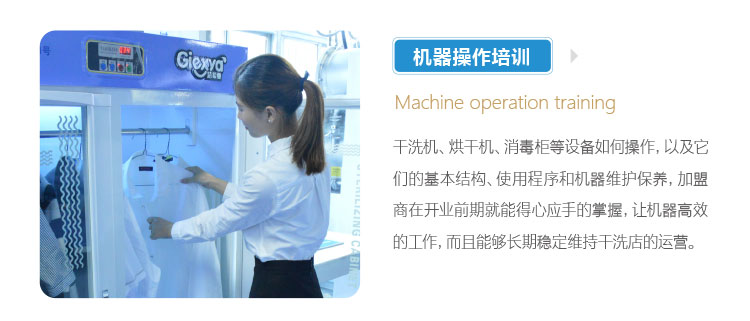 Giexya
机器操作培训
Machine operation training
干洗机、烘干机、消毒柜等设备如何操作，以及它
们的基本结构、使用程序和机器维护保养，加盟
商在开业前期就能得心应手的掌握，让机器高效
的工作，而且能够长期稳定维持干洗店的运营。